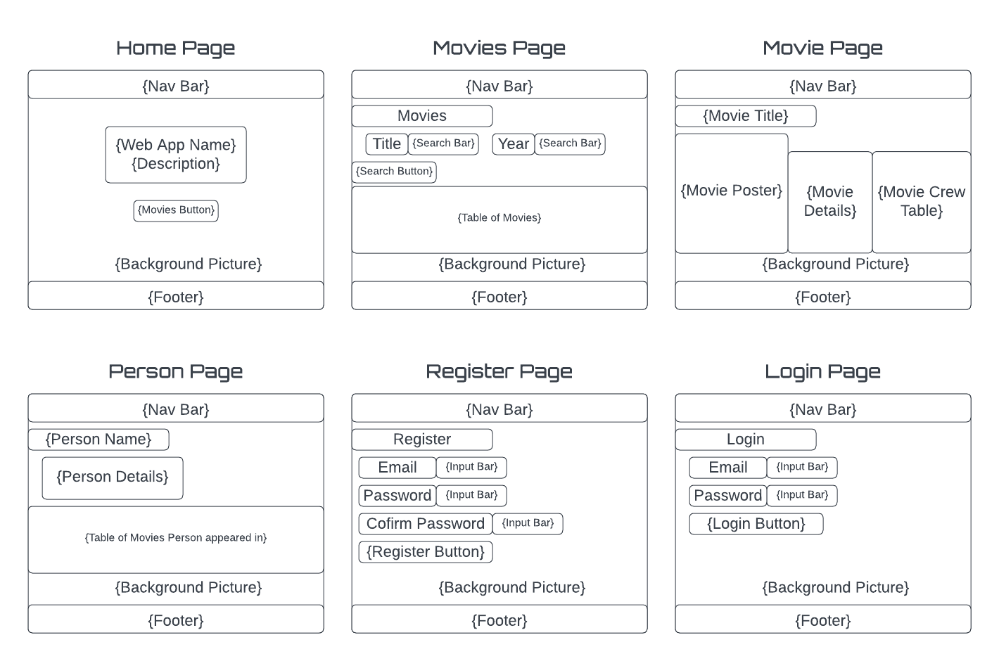 Home Page
{Nav Bar}
{Web App Name}
{Description}
{Movies Button}
{Background Picture}
{Footer}
Movies Page
{Nav Bar}
Movies
Title {Search Bar} Year {Search Bar}
{Search Button}
{Table of Movies}
{Background Picture}
{Footer}
Movie Page
{Nav Bar}
{Movie Title}
{Movie Poster}
{Movie
Details}
{Movie Crew
Table}
{Background Picture}
{Footer}
Person Page
{Nav Bar}
{Person Name}
{Person Details}
{Table of Movies Person appeared in}
{Background Picture}
{Footer}
Register Page
{Nav Bar}
Register
Email {Input Bar}
Password {Input Bar}
Cofirm Password {Input Bar}
{Register Button}
{Background Picture}
{Footer}
Login Page
{Nav Bar}
Login
Email {Input Bar}
Password {Input Bar}
{Login Button}
{Background Picture}
{Footer}